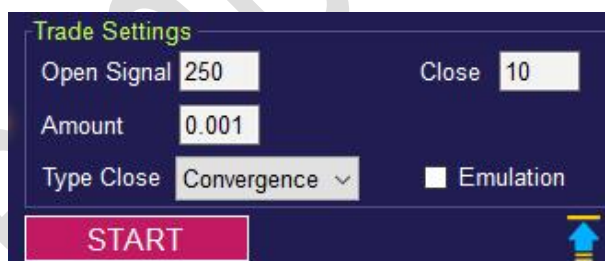 Trade Settings
Open Signal 250 Close 10
Amount 0.001
Type Close Convergence Emulation
START